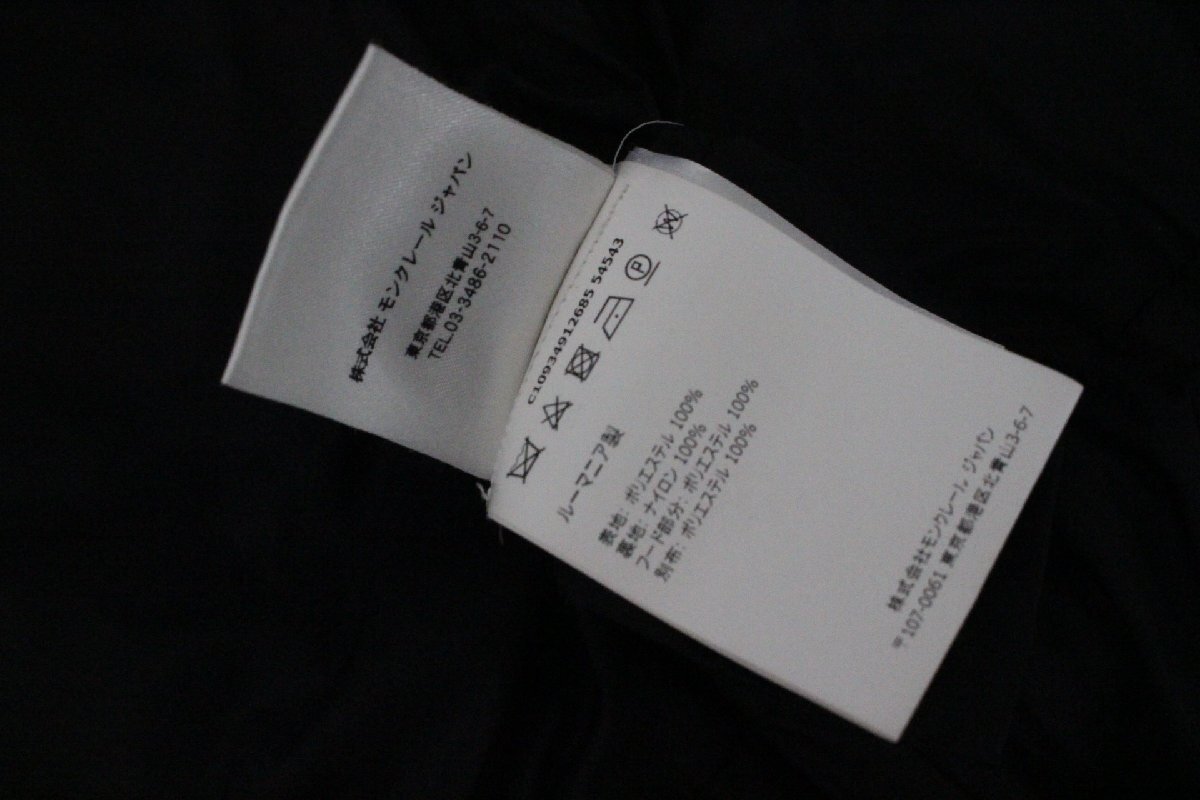 株式会社 モンクレール ジャパン
東京都港区北青山3-6-7
TEL.03-3486-2110
C10934912685 54543
P
W
ルーマニア製
表地: ポリエステル 100%
裏地: ナイロン 100%
フード部分: ポリエステル 100%
別布: ポリエステル 100%
株式会社モンクレール. ジャパン
〒107-0061 東京都港区北青山3-6-7